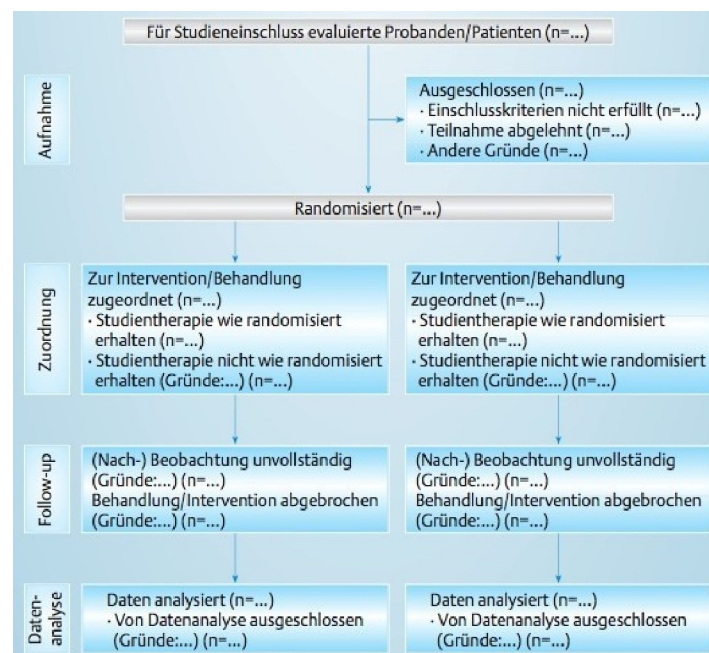 Für Studieneinschluss evaluierte Probanden/Patienten (n=...)
Aufnahme
Ausgeschlossen (n=...)
· Einschlusskriterien nicht erfüllt (n=...)
· Teilnahme abgelehnt (n=...)
· Andere Gründe (n=...)
Randomisiert (n=...)
Zuordnung
Zur Intervention/Behandlung
zugeordnet (n=...)
· Studientherapie wie randomisiert
erhalten (n=...)
· Studientherapie nicht wie randomisiert
erhalten (Gründe:...) (n=...)
Zur Intervention/Behandlung
zugeordnet (n=...)
· Studientherapie wie randomisiert
erhalten (n=...)
· Studientherapie nicht wie randomisiert
erhalten (Gründe:...) (n=...)
Follow-up
(Nach-) Beobachtung unvollständig
(Gründe:...) (n=...)
Behandlung/Intervention abgebrochen
(Gründe:...) (n=...)
(Nach-) Beobachtung unvollständig
(Gründe:...) (n=...)
Behandlung/Intervention abgebrochen
(Gründe:...) (n=...)
Daten-
analyse
Daten analysiert (n=...)
· Von Datenanalyse ausgeschlossen
(Gründe:...) (n=...)
Daten analysiert (n=...)
· Von Datenanalyse ausgeschlossen
(Gründe:...) (n=...)